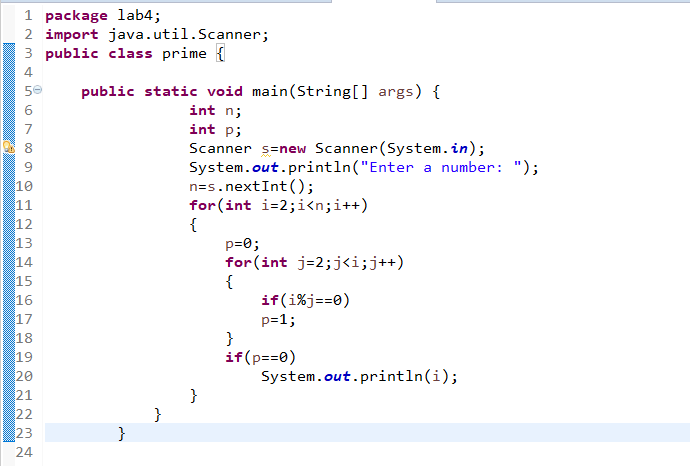 1 package lab4;
2 import java.util.Scanner;
3 public class prime {
4
5 public static void main(String[] args) {
6 int n;
7 int p;
8 Scanner s=new Scanner(System.in);
9 System.out.println("Enter a number: ");
10 n=s.nextInt();
11 for(int i=2;i<n;i++)
12 {
13 p=0;
14 for(int j=2;j<i;j++)
15 {
16 if(i%j==0)
17 p=1;
18 }
19 if(p==0)
20 System.out.println(i);
21 }
22 }
23 }
24